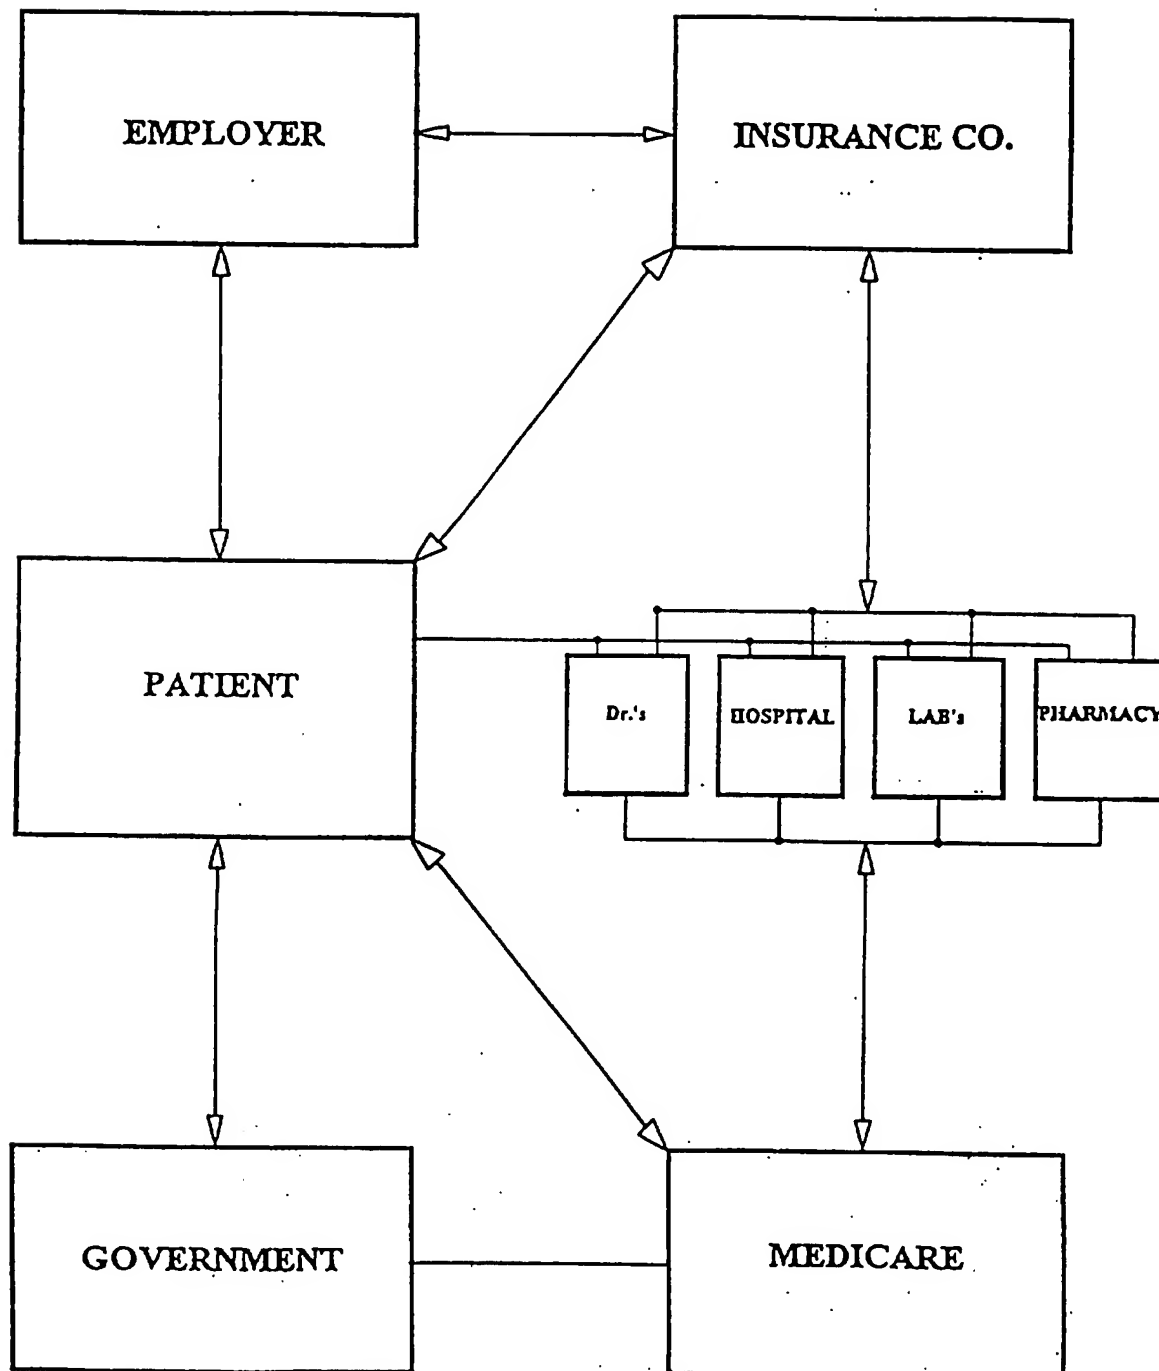 EMPLOYER
INSURANCE CO.
PATIENT
Dr.'s
HOSPITAL
LAB's
PHARMACY
GOVERNMENT
MEDICARE